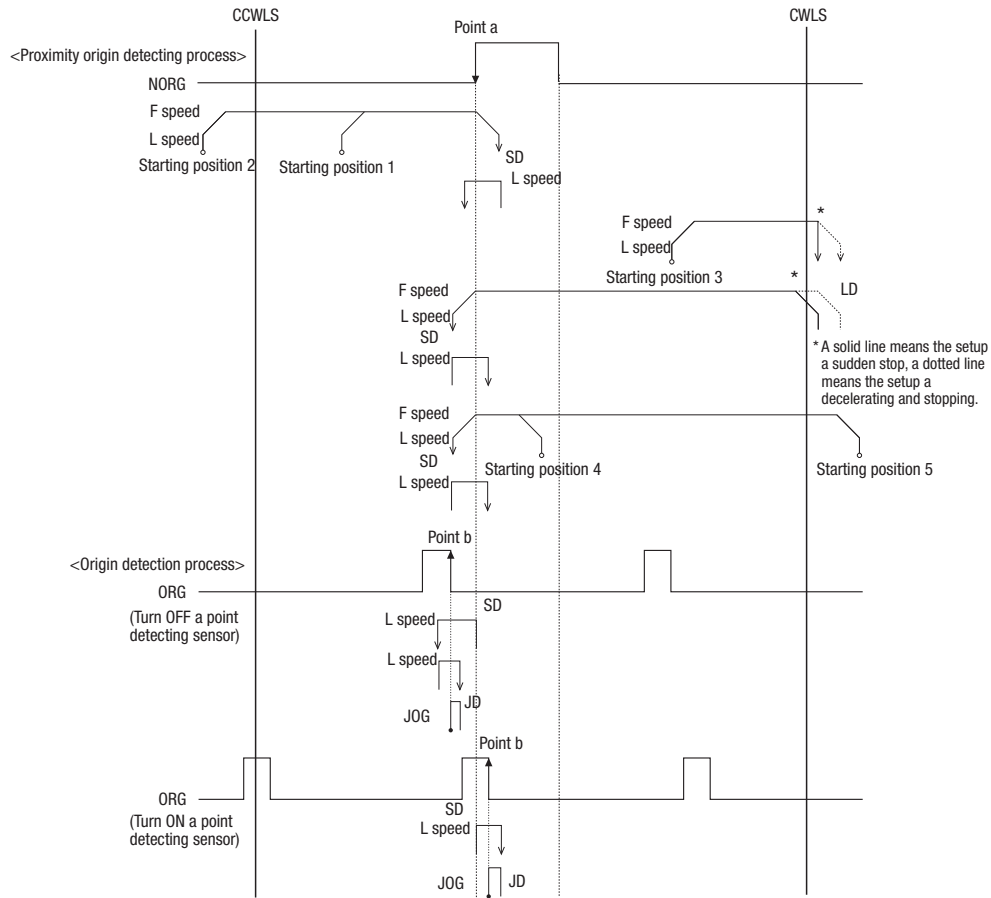 CCWLS
CWLS
Point a
<Proximity origin detecting process>
NORG
F speed
L speed
Starting position 2
Starting position 1
SD
L speed
F speed
*
L speed
Starting position 3
F speed
*
LD
L speed
SD
L speed
* A solid line means the setup
a sudden stop, a dotted line
means the setup a
decelerating and stopping.
F speed
L speed
SD
Starting position 4
Starting position 5
L speed
Point b
<Origin detection process>
ORG
SD
(Turn OFF a point
detecting sensor)
L speed
L speed
JD
JOG
Point b
ORG
SD
(Turn ON a point
detecting sensor)
L speed
JOG
JD